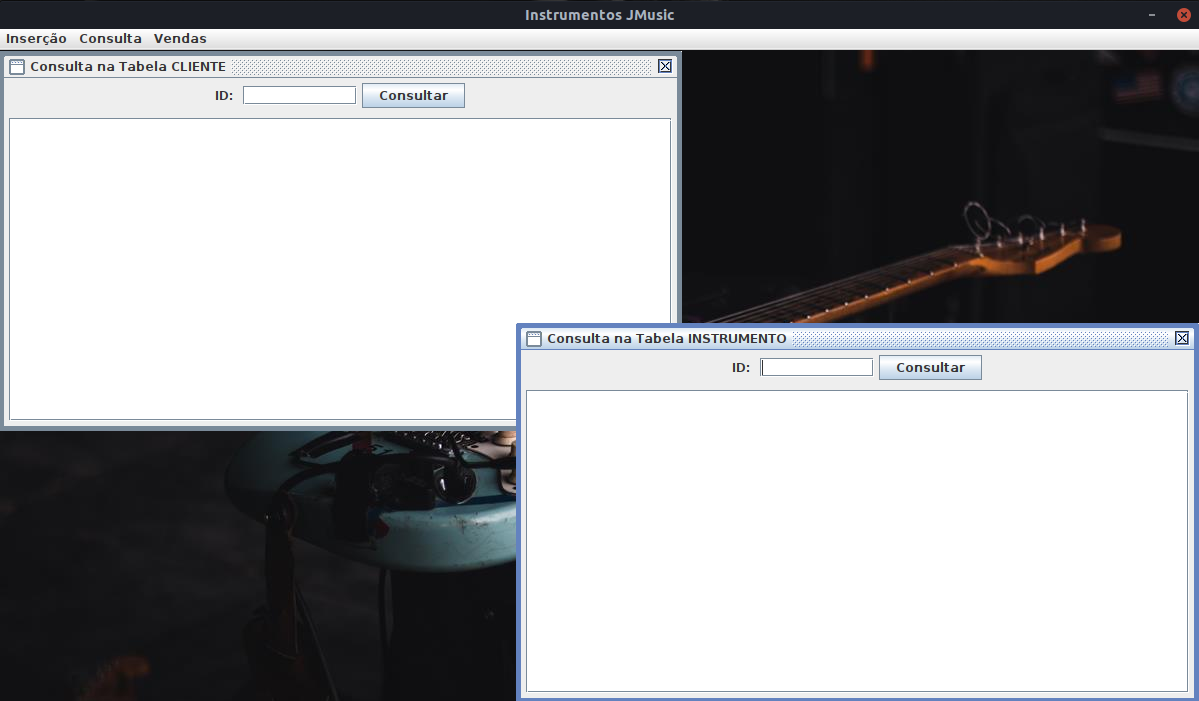 Instrumentos JMusic
Inserção Consulta Vendas
Consulta na Tabela CLIENTE
ID: Consultar
Consulta na Tabela INSTRUMENTO
ID: Consultar